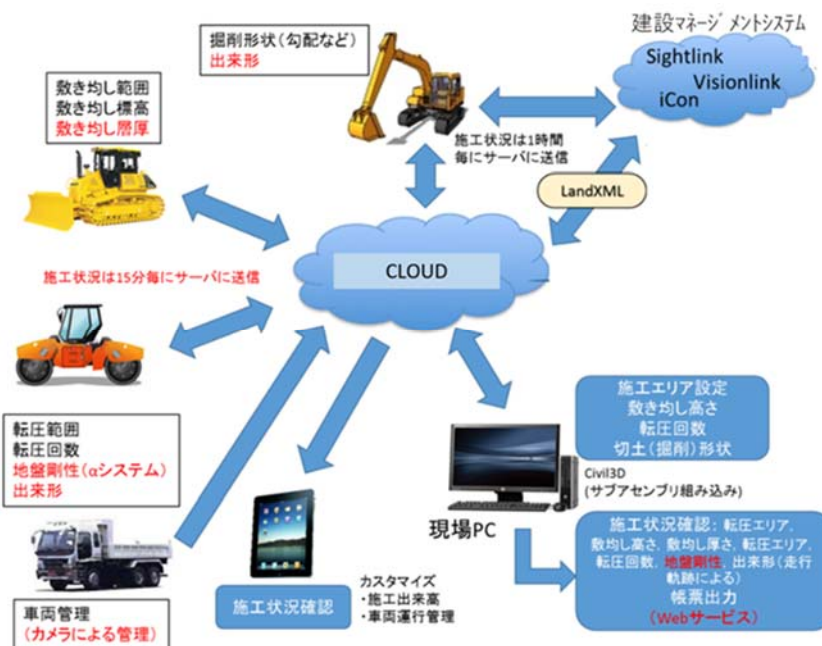 建設マネージメントシステム
Sightlink
Visionlink
iCon
掘削形状(勾配など)
出来形
敷き均し範囲
敷き均し標高
敷き均し層厚
施工状況は1時間
毎にサーバに送信
LandXML
CLOUD
施工状況は15分毎にサーバに送信
転圧範囲
転圧回数
地盤剛性(αシステム)
出来形
車両管理
(カメラによる管理)
施工状況確認
カスタマイズ
・施工出来高
・車両運行管理
施工エリア設定
敷き均し高さ
転圧回数
切土(掘削)形状
Civil3D
(サブアセンブリ組み込み)
現場PC
施工状況確認: 転圧エリア,
敷均し高さ, 敷均し厚さ, 転圧エリア,
転圧回数, 地盤剛性, 出来形(走行
軌跡による)
帳票出力
(Webサービス)